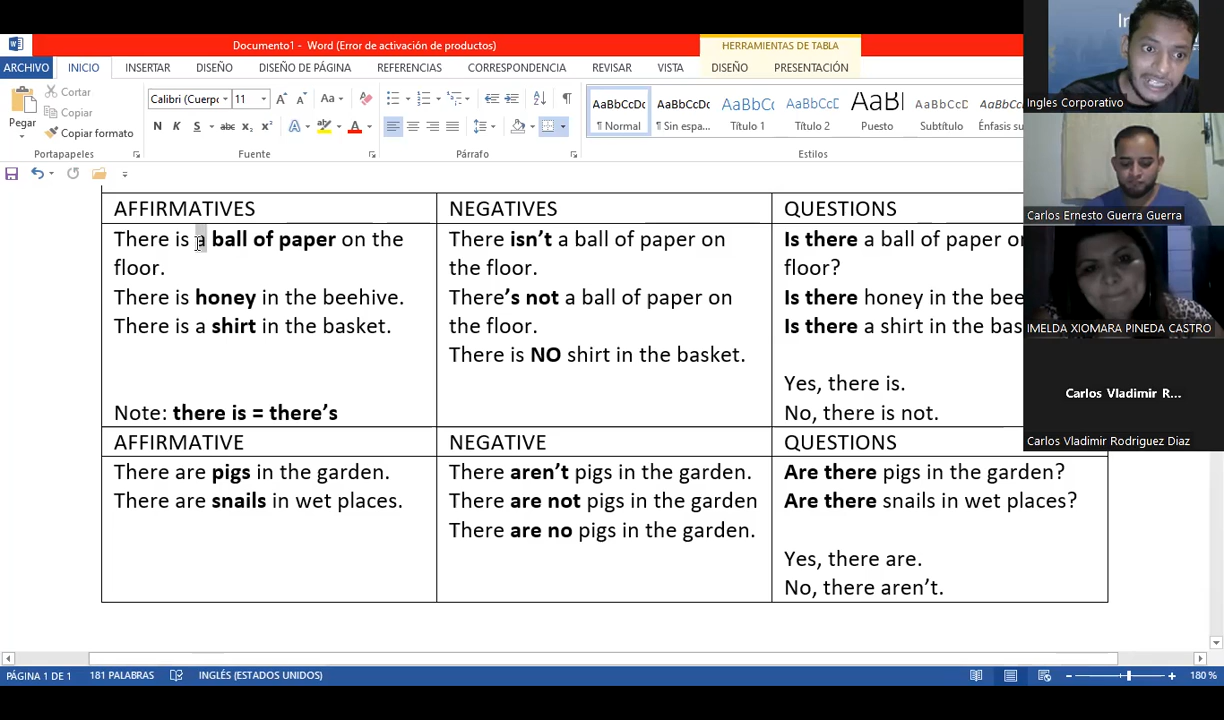 Documento1 - Word (Error de activación de productos)
HERRAMIENTAS DE TABLA
ARCHIVO INICIO INSERTAR DISEÑO DISEÑO DE PÁGINA REFERENCIAS CORRESPONDENCIA REVISAR VISTA DISEÑO PRESENTACIÓN
Cortar
Copiar
Copiar formato
Pegar
Calibri (Cuerpo 11
Portapapeles Fuente Párrafo Estilos
AaBbCcDc AaBbCcDc AaBbCc AaBbCcC AaBl AaBbCcD AaBbCcDc
¶ Normal ¶ Sin espa... Título 1 Título 2 Puesto Subtítulo Énfasis su
AFFIRMATIVES
There is a ball of paper on the
floor.
There is honey in the beehive.
There is a shirt in the basket.
Note: there is = there’s
NEGATIVES
There isn’t a ball of paper on
the floor.
There’s not a ball of paper on
the floor.
There is NO shirt in the basket.
QUESTIONS
Is there a ball of paper on
floor?
Is there honey in the bee
Is there a shirt in the bas
Yes, there is.
No, there is not.
AFFIRMATIVE
There are pigs in the garden.
There are snails in wet places.
NEGATIVE
There aren’t pigs in the garden.
There are not pigs in the garden
There are no pigs in the garden.
QUESTIONS
Are there pigs in the garden?
Are there snails in wet places?
Yes, there are.
No, there aren’t.
Ingles Corporativo
Carlos Ernesto Guerra Guerra
IMELDA XIOMARA PINEDA CASTRO
Carlos Vladimir R...
Carlos Vladimir Rodriguez Diaz
PÁGINA 1 DE 1 181 PALABRAS INGLÉS (ESTADOS UNIDOS) 180 %